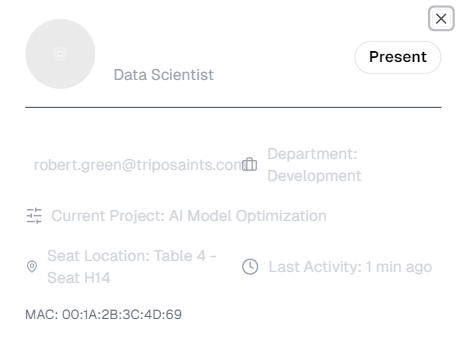 Data Scientist
Present
robert.green@triposaints.com
Department:
Development
Current Project: AI Model Optimization
Seat Location: Table 4 -
Seat H14
Last Activity: 1 min ago
MAC: 00:1A:2B:3C:4D:69